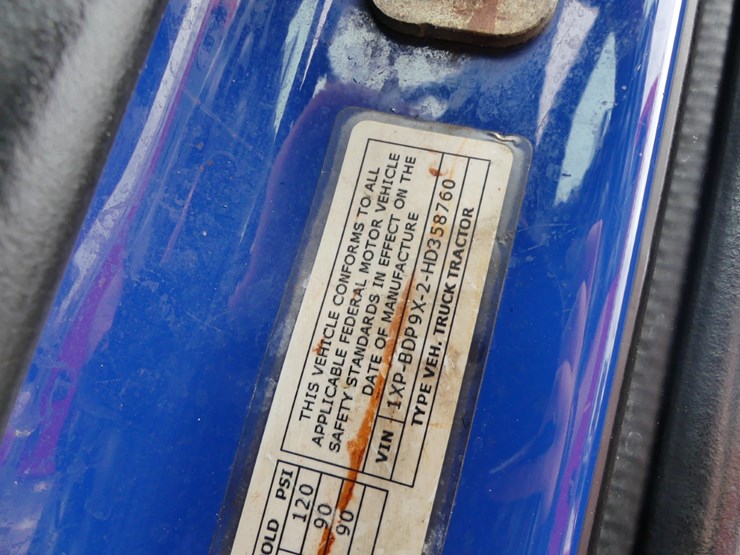 THIS VEHICLE CONFORMS TO ALL
APPLICABLE FEDERAL MOTOR VEHICLE
SAFETY STANDARDS IN EFFECT ON THE
DATE OF MANUFACTURE
VIN 1XP-BDP9X-2-HD358760
TYPE VEH. TRUCK TRACTOR
OLD PSI
120
90
90